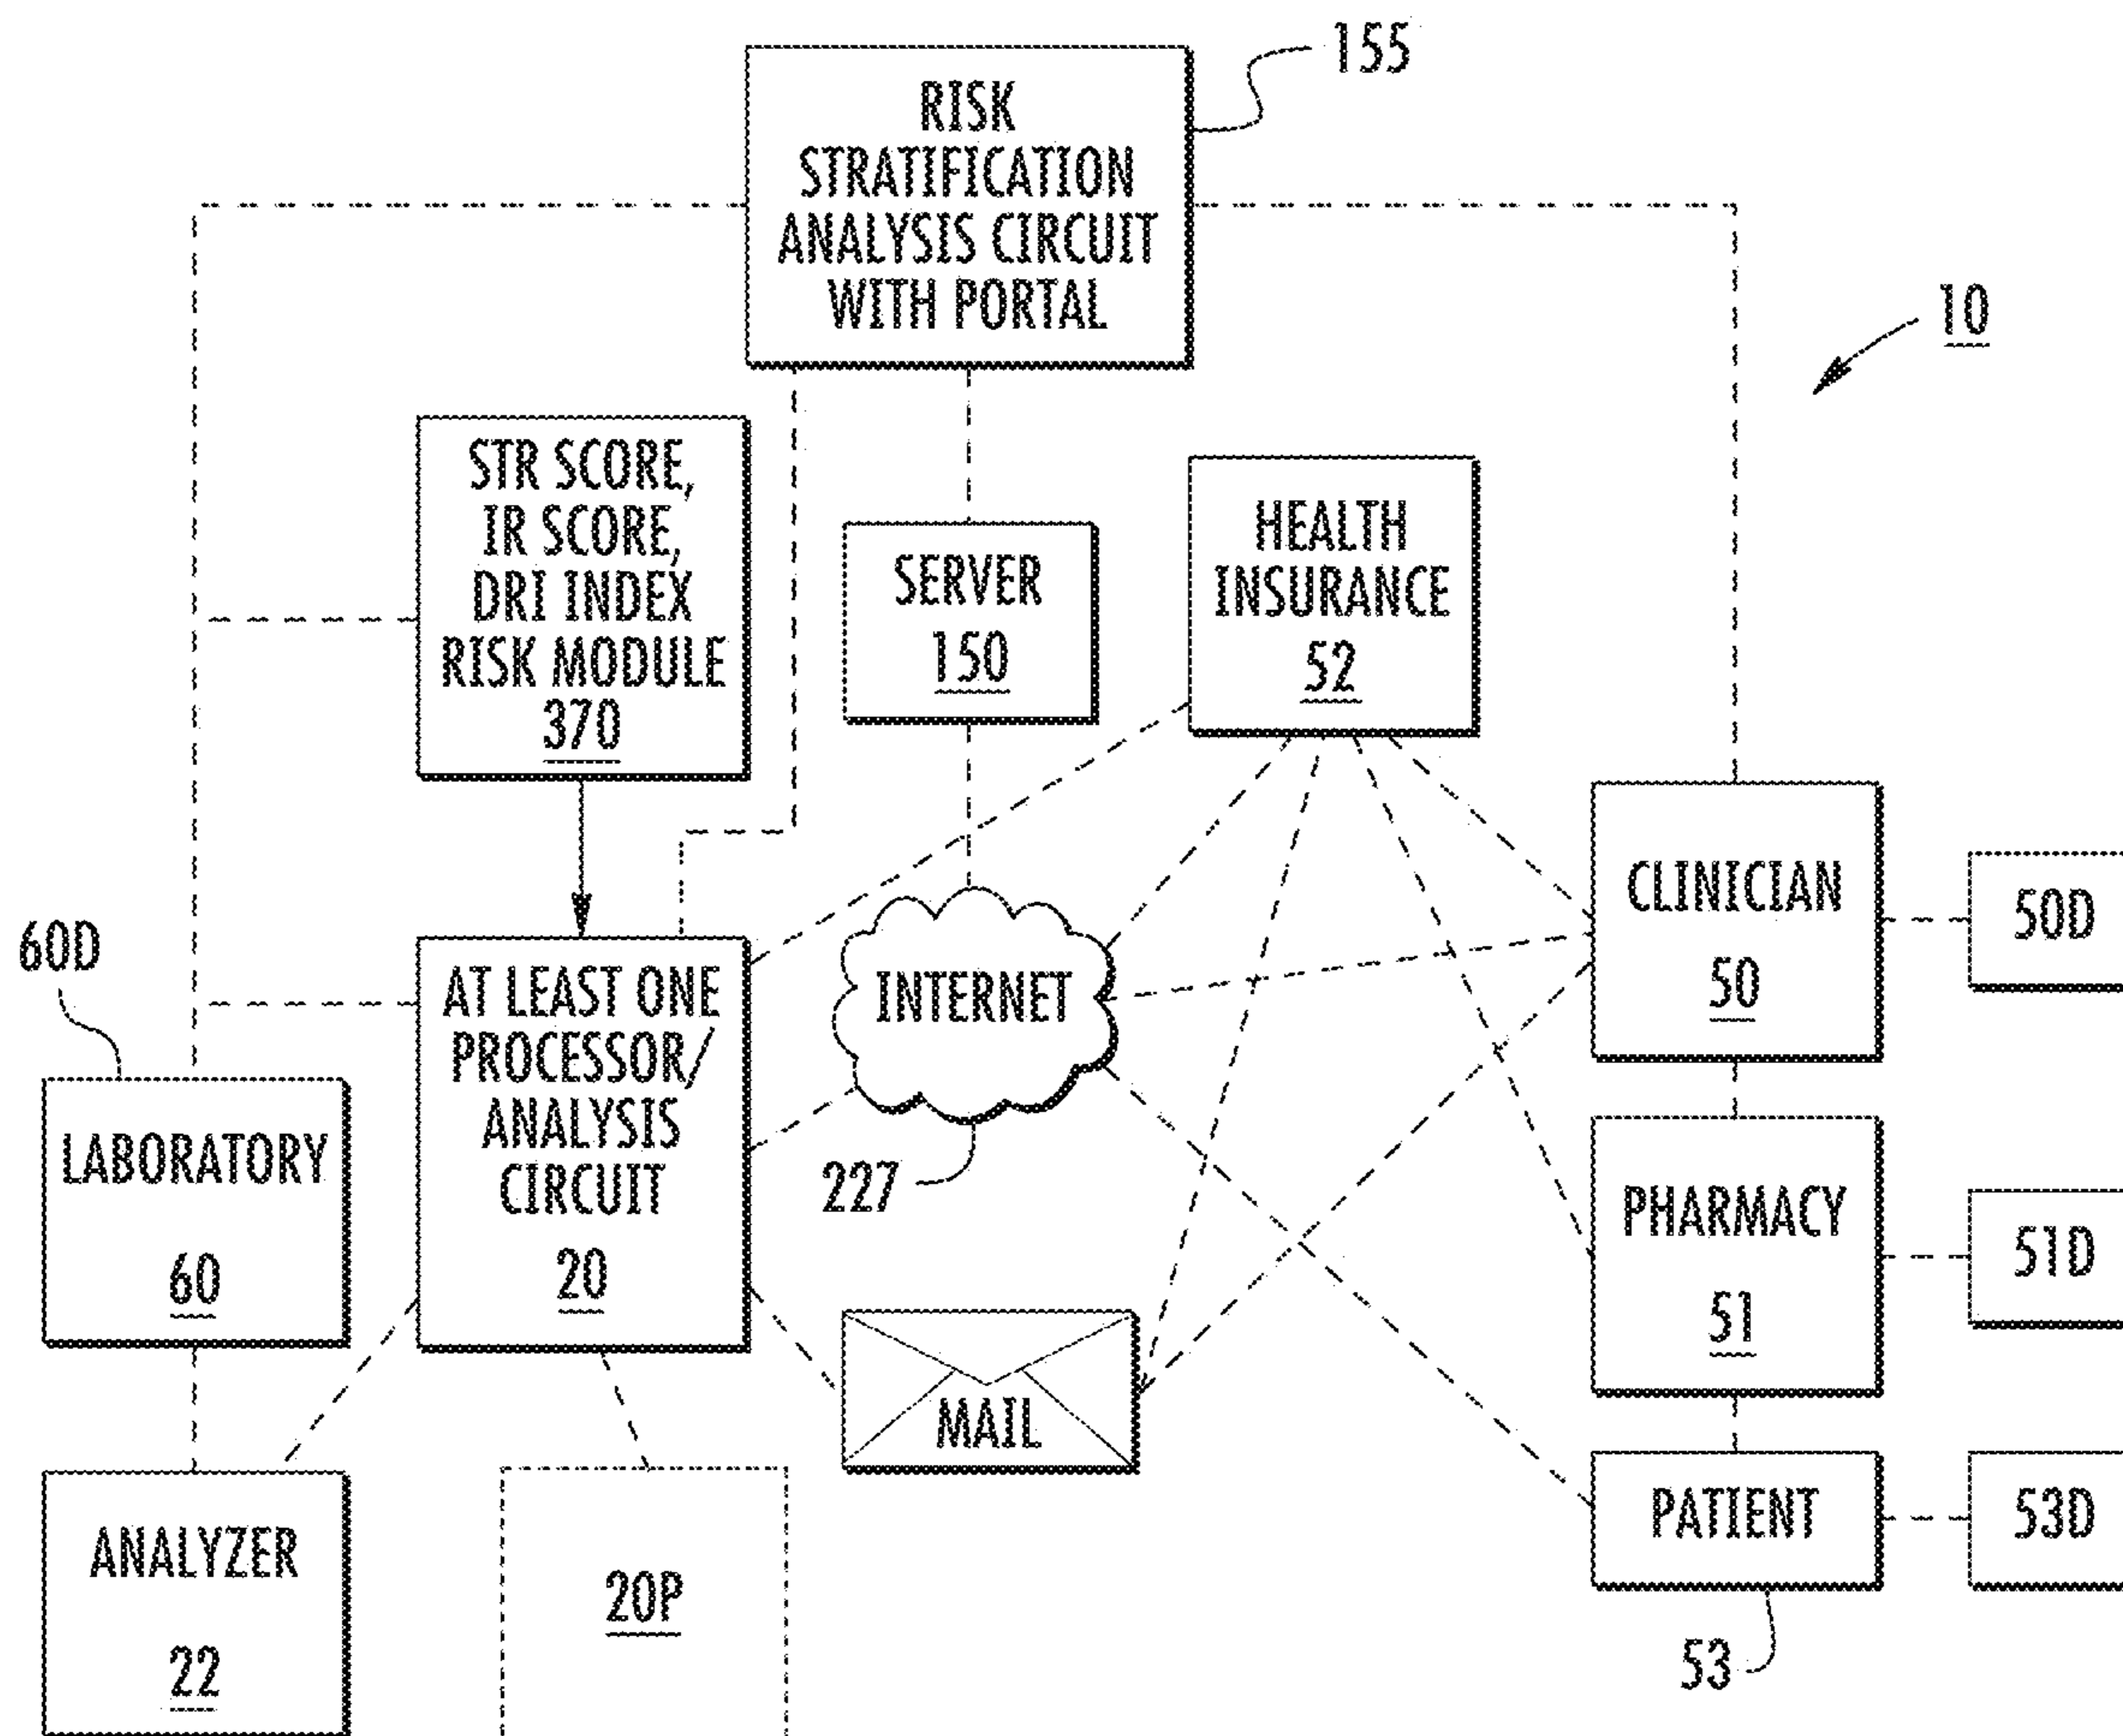 155
RISK
STRATIFICATION
ANALYSIS CIRCUIT
WITH PORTAL
10
STR SCORE,
IR SCORE,
DRI INDEX
RISK MODULE
370
SERVER
150
HEALTH
INSURANCE
52
CLINICIAN
50
50D
60D
AT LEAST ONE
PROCESSOR/
ANALYSIS
CIRCUIT
20
INTERNET
227
LABORATORY
60
PHARMACY
51
51D
MAIL
PATIENT
53D
53
ANALYZER
22
20P